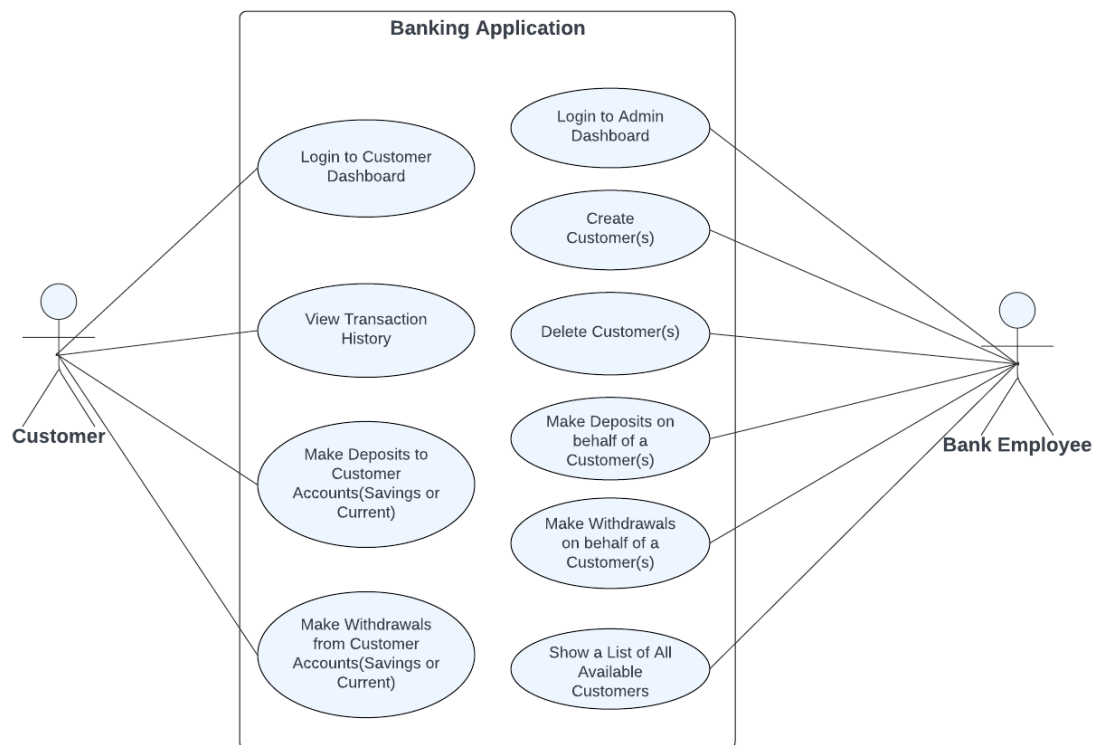 Banking Application
Login to Customer
Dashboard
View Transaction
History
Make Deposits to
Customer
Accounts(Savings or
Current)
Make Withdrawals
from Customer
Accounts(Savings or
Current)
Login to Admin
Dashboard
Create
Customer(s)
Delete Customer(s)
Make Deposits on
behalf of a
Customer(s)
Make Withdrawals
on behalf of a
Customer(s)
Show a List of All
Available
Customers
Customer
Bank Employee